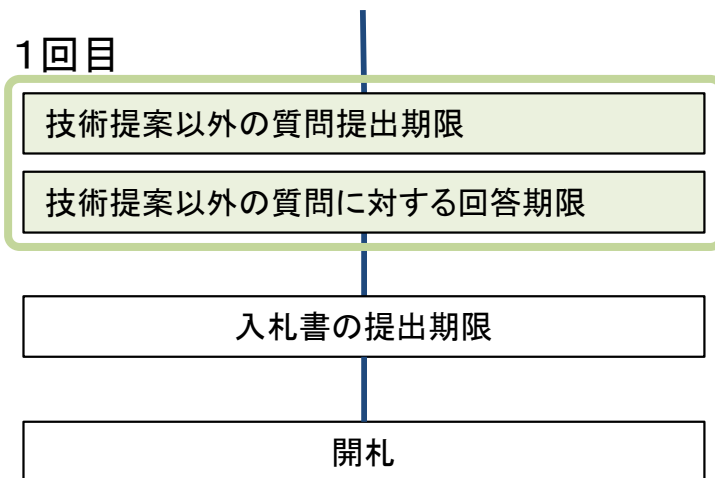 1回目
技術提案以外の質問提出期限
技術提案以外の質問に対する回答期限
入札書の提出期限
開札